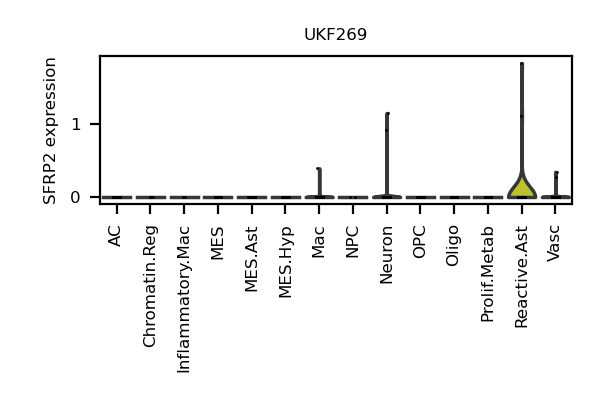 UKF269
SFRP2 expression
1
0
AC
Chromatin.Reg
Inflammatory.Mac
MES
MES.Ast
MES.Hyp
Mac
NPC
Neuron
OPC
Oligo
Prolif.Metab
Reactive.Ast
Vasc